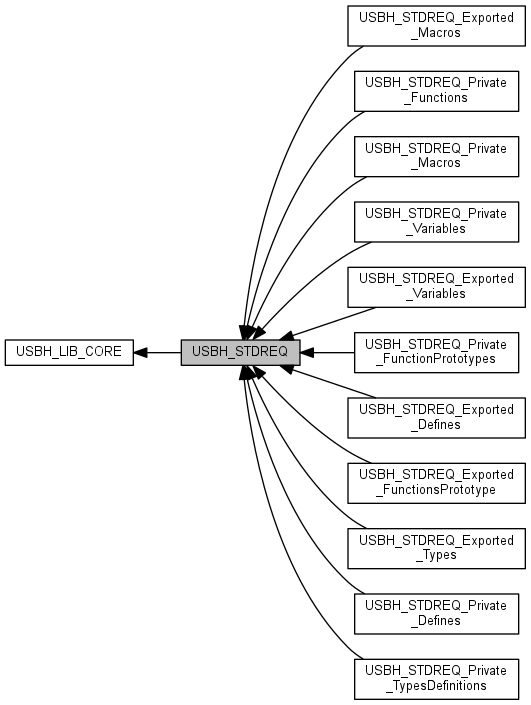 USBH_STDREQ_Exported
_Macros
USBH_STDREQ_Private
_Functions
USBH_STDREQ_Private
_Macros
USBH_STDREQ_Private
_Variables
USBH_STDREQ_Exported
_Variables
USBH_LIB_CORE
USBH_STDREQ
USBH_STDREQ_Private
_FunctionPrototypes
USBH_STDREQ_Exported
_Defines
USBH_STDREQ_Exported
_FunctionsPrototype
USBH_STDREQ_Exported
_Types
USBH_STDREQ_Private
_Defines
USBH_STDREQ_Private
_TypesDefinitions